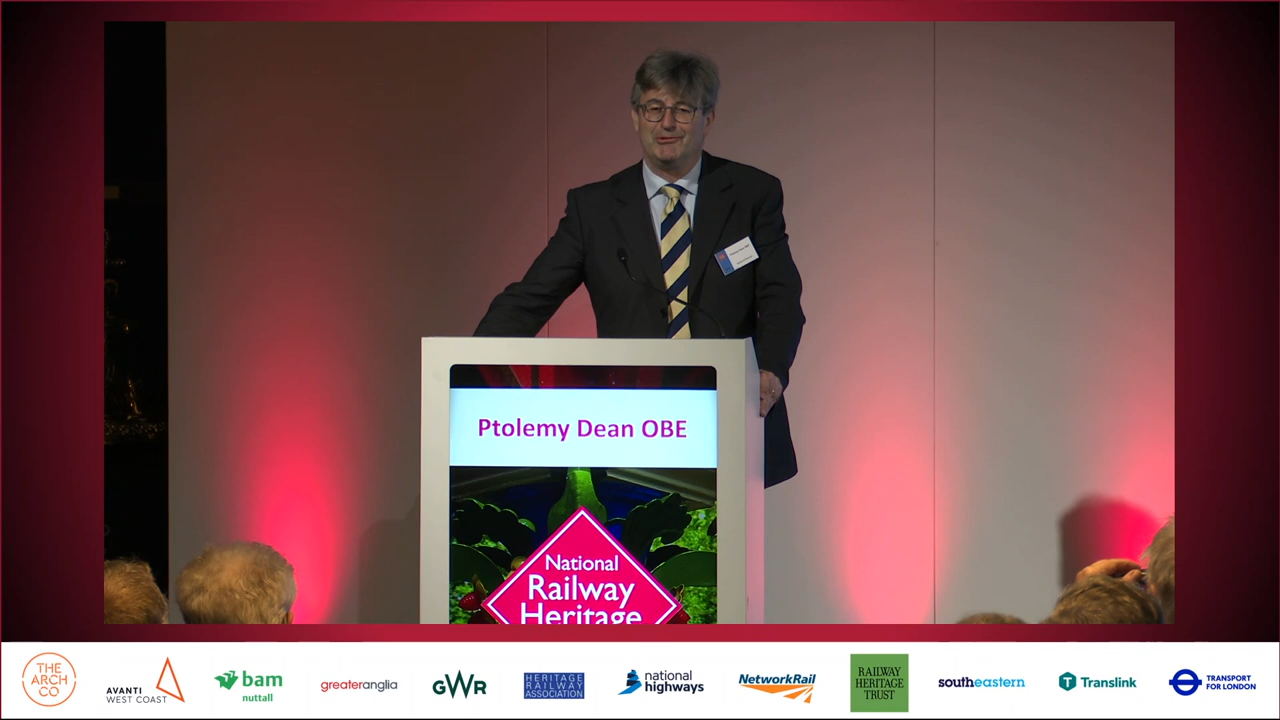 Ptolemy Dean OBE
National
Railway
Heritage
THE
ARCH
CO
AVANTI
WEST COAST
bam
nuttall
greateranglia
GWR
HERITAGE
RAILWAY
ASSOCIATION
national
highways
NetworkRail
RAILWAY
HERITAGE
TRUST
southeastern
Translink
TRANSPORT
FOR LONDON